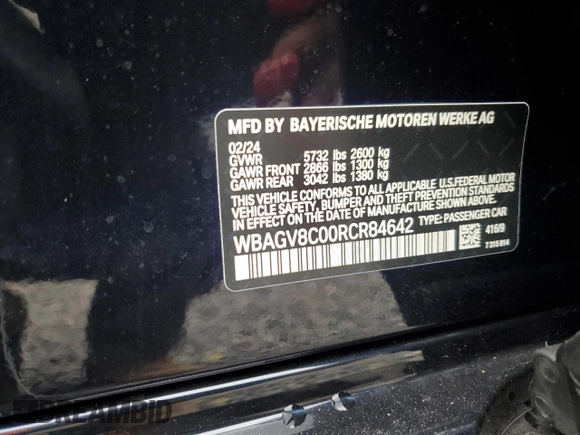 MFD BY BAYERISCHE MOTOREN WERKE AG
02/24
GVWR 5732 lbs 2600 kg
GAWR FRONT 2866 lbs 1300 kg
GAWR REAR 3042 lbs 1380 kg
THIS VEHICLE CONFORMS TO ALL APPLICABLE U.S.FEDERAL MOTOR
VEHICLE SAFETY, BUMPER AND THEFT PREVENTION STANDARDS
IN EFFECT ON THE DATE OF MANUFACTURE SHOWN ABOVE.
WBAGV8C00RCR84642 TYPE: PASSENGER CAR
416/9
7 315 814
DREAMBID